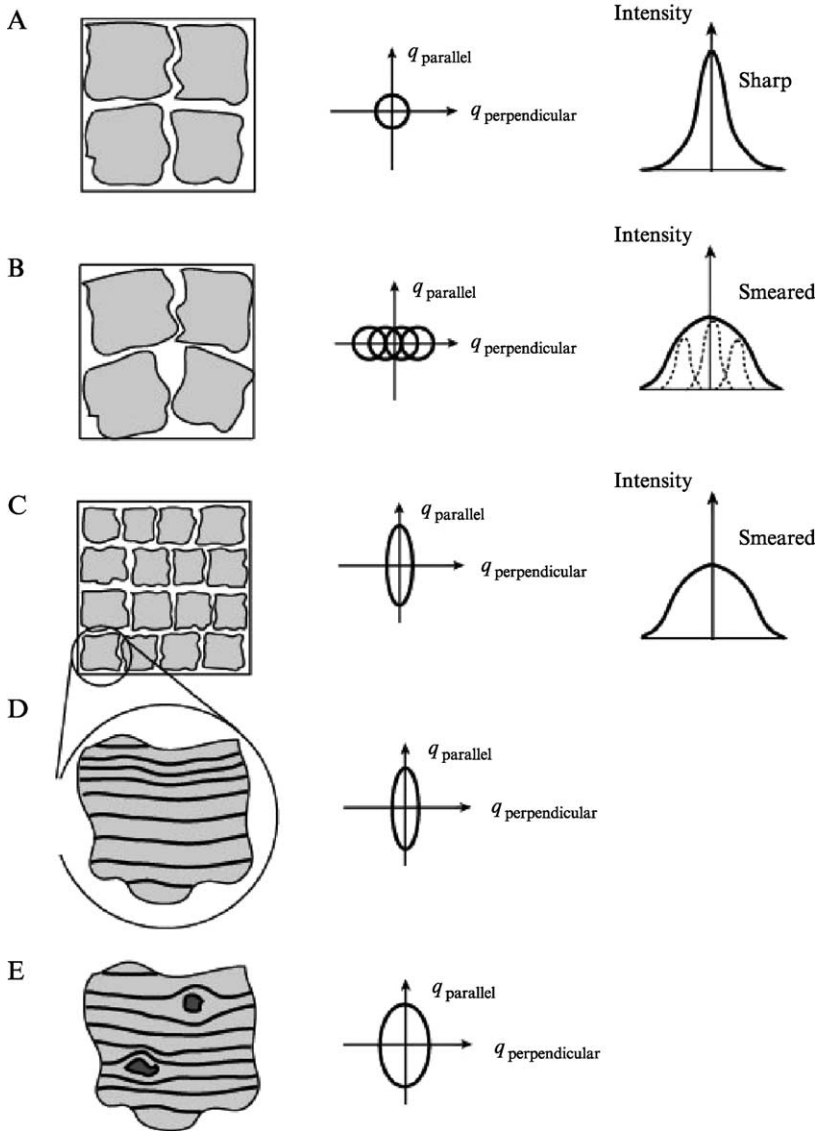 A
q parallel
q perpendicular
Intensity
Sharp
B
q parallel
q perpendicular
Intensity
Smeared
C
q parallel
q perpendicular
Intensity
Smeared
D
q parallel
q perpendicular
E
q parallel
q perpendicular